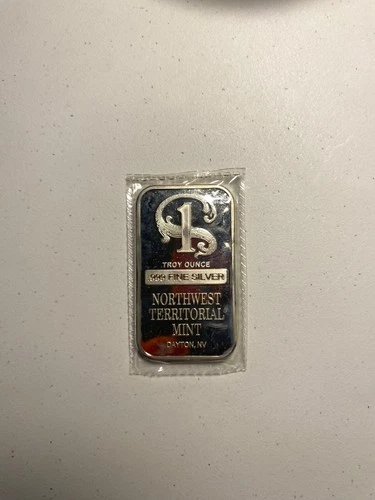 1
TROY OUNCE
.999 FINE SILVER
NORTHWEST
TERRITORIAL
MINT
DAYTON, NV